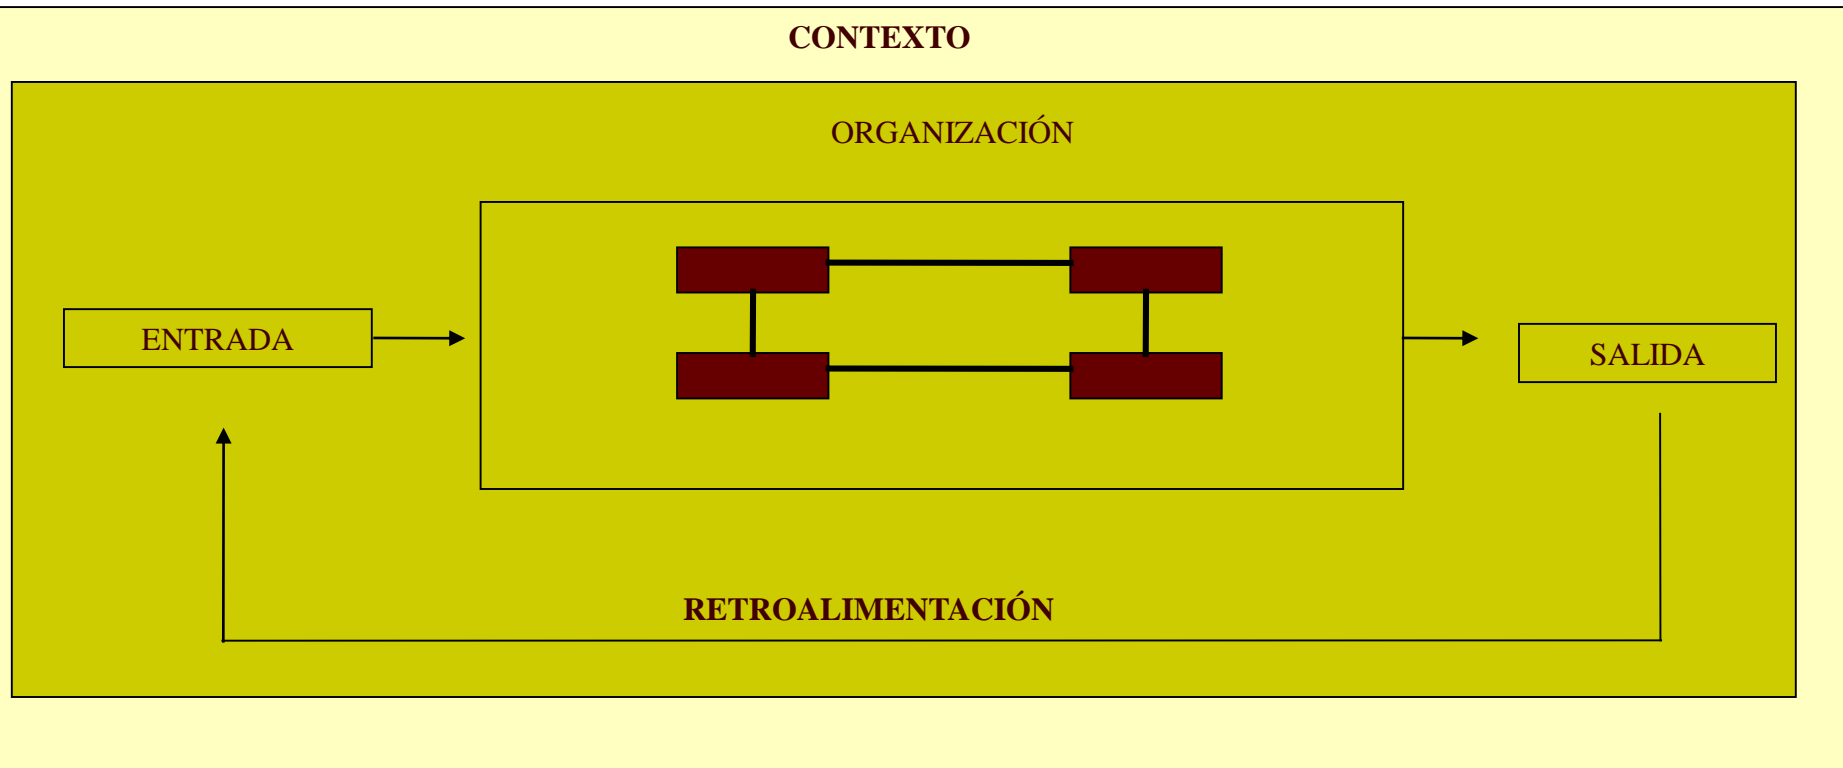 CONTEXTO
ORGANIZACIÓN
ENTRADA
SALIDA
RETROALIMENTACIÓN